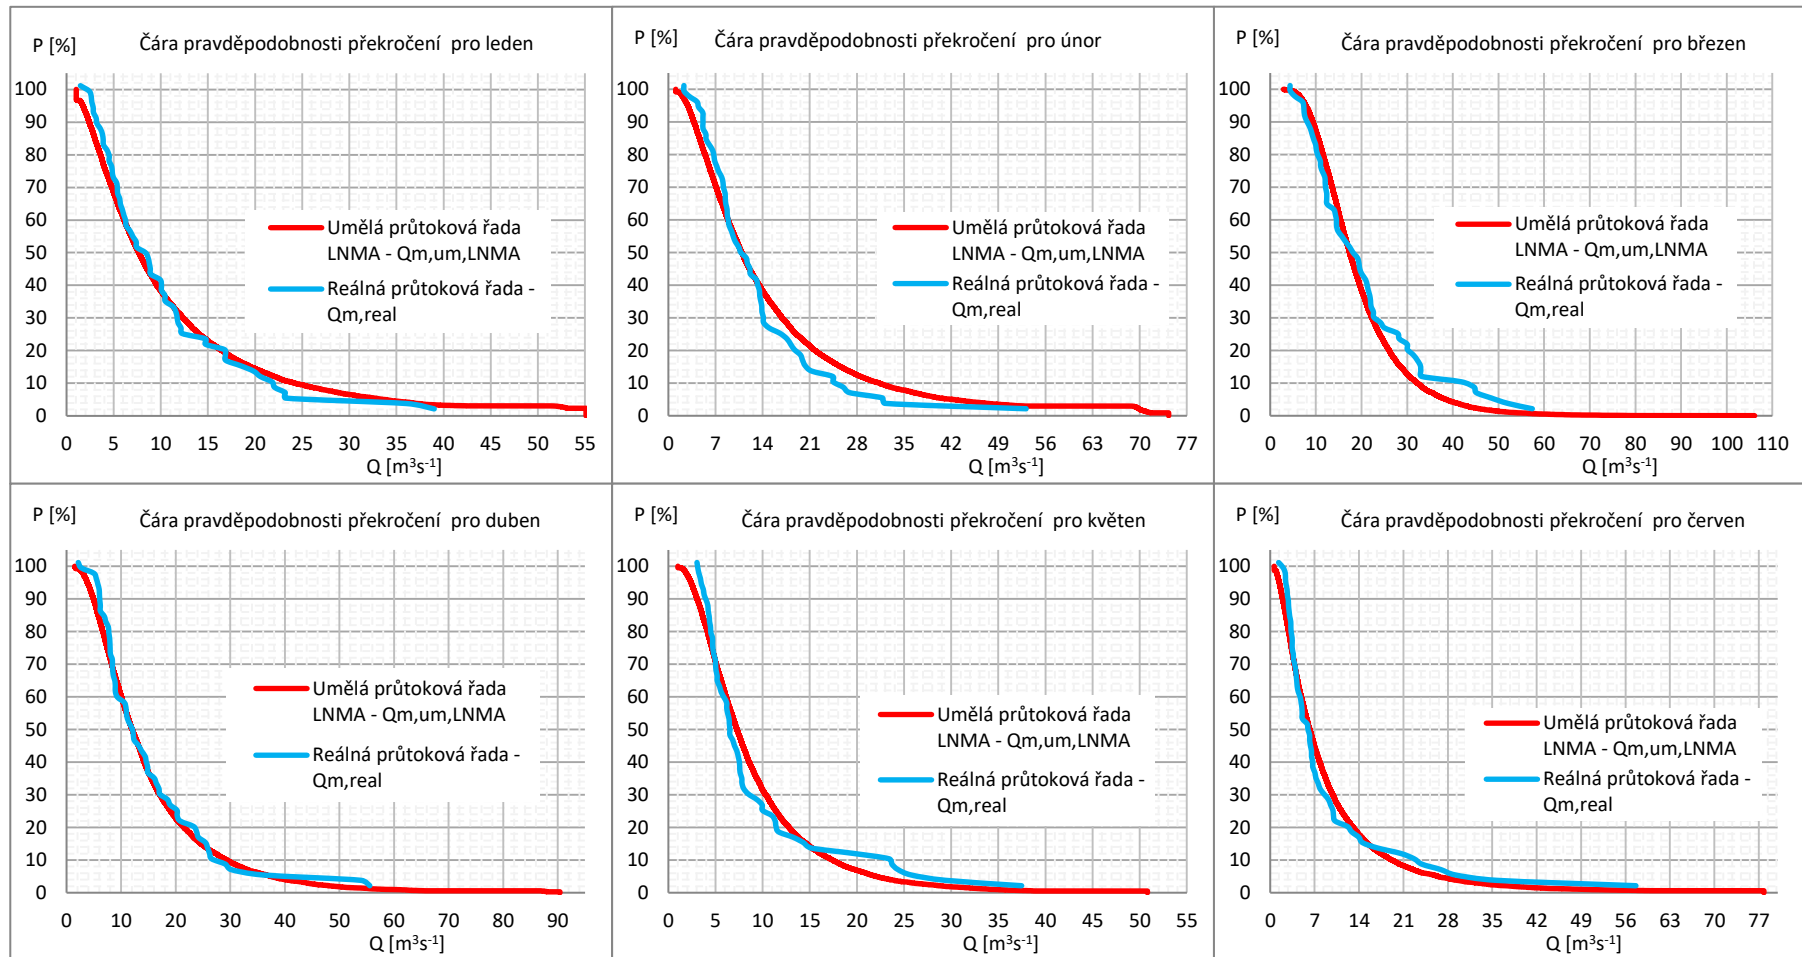 P [%]
Čára pravděpodobnosti překročení pro leden
100
90
80
70
60
50
40
30
20
10
0
Umělá průtoková řada
LNMA - Qm,um,LNMA
Reálná průtoková řada -
Qm,real
0 5 10 15 20 25 30 35 40 45 50 55
Q [m³s⁻¹]
P [%]
Čára pravděpodobnosti překročení pro únor
100
90
80
70
60
50
40
30
20
10
0
Umělá průtoková řada
LNMA - Qm,um,LNMA
Reálná průtoková řada -
Qm,real
0 7 14 21 28 35 42 49 56 63 70 77
Q [m³s⁻¹]
P [%]
Čára pravděpodobnosti překročení pro březen
100
90
80
70
60
50
40
30
20
10
0
Umělá průtoková řada
LNMA - Qm,um,LNMA
Reálná průtoková řada -
Qm,real
0 10 20 30 40 50 60 70 80 90 100 110
Q [m³s⁻¹]
P [%]
Čára pravděpodobnosti překročení pro duben
100
90
80
70
60
50
40
30
20
10
0
Umělá průtoková řada
LNMA - Qm,um,LNMA
Reálná průtoková řada -
Qm,real
0 10 20 30 40 50 60 70 80 90
Q [m³s⁻¹]
P [%]
Čára pravděpodobnosti překročení pro květen
100
90
80
70
60
50
40
30
20
10
0
Umělá průtoková řada
LNMA - Qm,um,LNMA
Reálná průtoková řada -
Qm,real
0 5 10 15 20 25 30 35 40 45 50 55
Q [m³s⁻¹]
P [%]
Čára pravděpodobnosti překročení pro červen
100
90
80
70
60
50
40
30
20
10
0
Umělá průtoková řada
LNMA - Qm,um,LNMA
Reálná průtoková řada -
Qm,real
0 7 14 21 28 35 42 49 56 63 70 77
Q [m³s⁻¹]